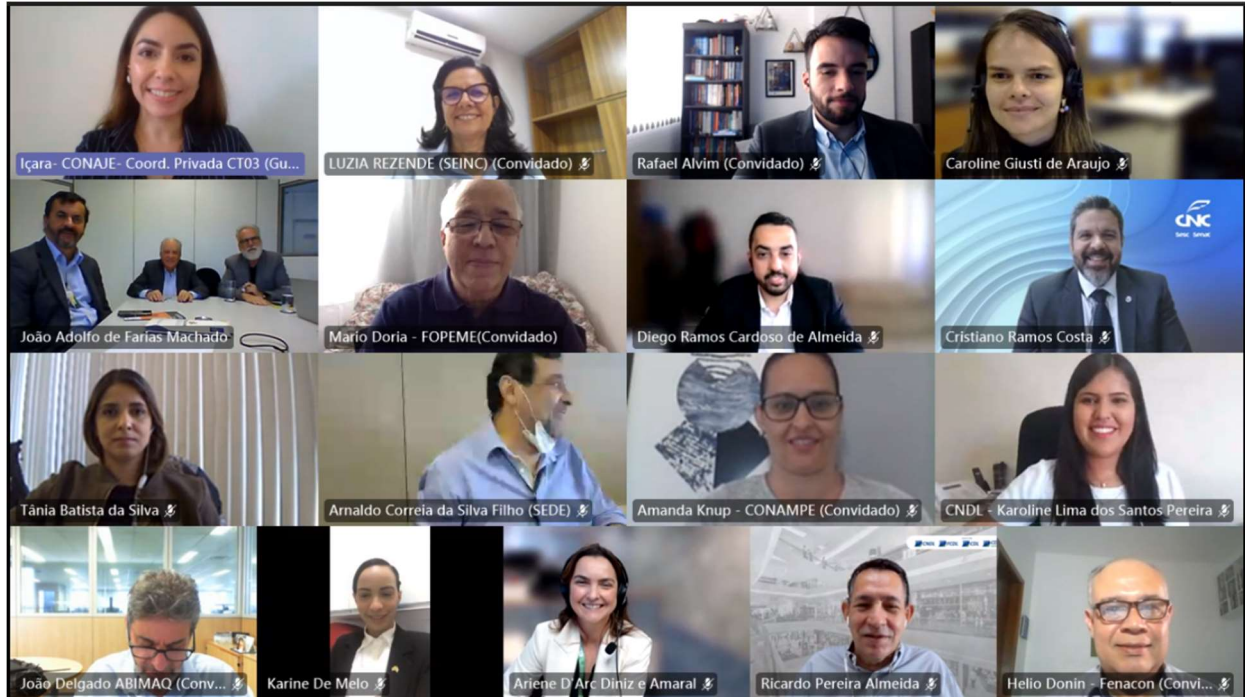 Içara- CONAJE- Coord. Privada CT03 (Gu...
LUZIA REZENDE (SEINC) (Convidado)
Rafael Alvim (Convidado)
Caroline Giusti de Araujo
CNC
Sesc Senac
João Adolfo de Farias Machado
Mario Doria - FOPEME(Convidado)
Diego Ramos Cardoso de Almeida
Cristiano Ramos Costa
Tânia Batista da Silva
Arnaldo Correia da Silva Filho (SEDE)
Amanda Knup - CONAMPE (Convidado)
CNDL - Karoline Lima dos Santos Pereira
João Delgado ABIMAQ (Conv...
Karine De Melo
Ariene D'Arc Diniz e Amaral
Ricardo Pereira Almeida
Helio Donin - Fenacon (Convi...